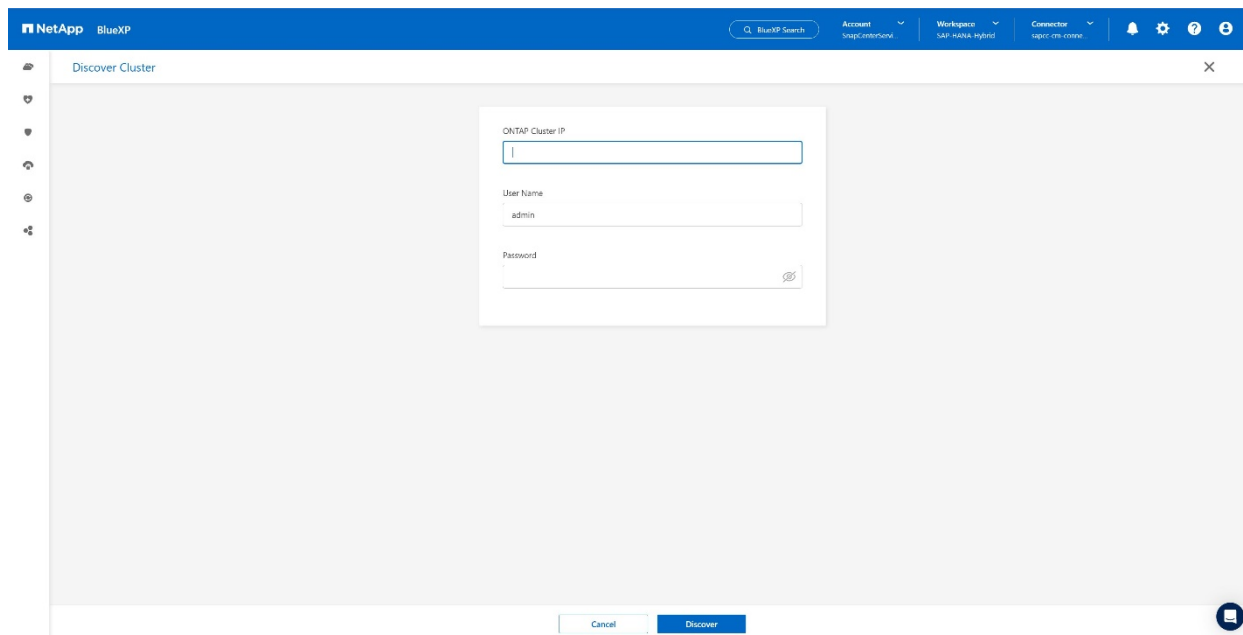 NetApp BlueXP
BlueXP Search
Account
SnapCenterServi...
Workspace
SAP-HANA-Hybrid
Connector
sapcc-cm-conne...
Discover Cluster
ONTAP Cluster IP
User Name
admin
Password
Cancel
Discover